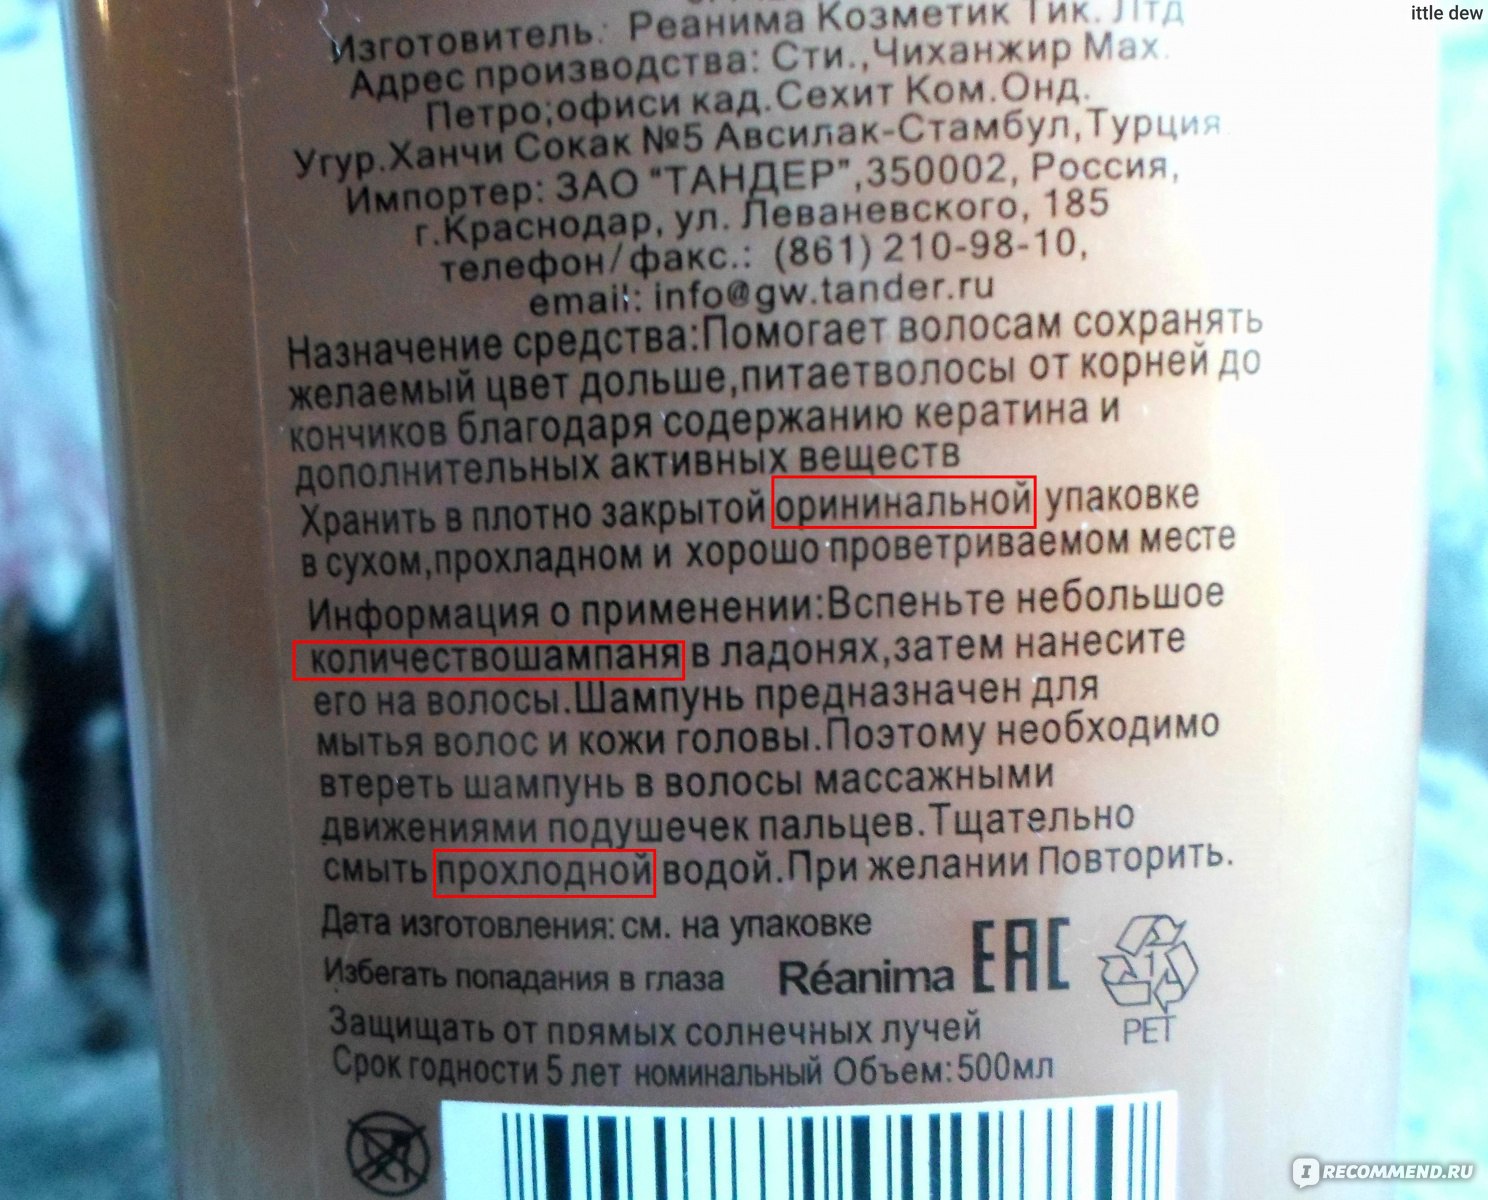 ittle dew
Изготовитель: Реанима Козметик Тик. Лтд
Адрес производства: Сти.,Чиханжир Мах.
Петро;офиси кад.Сехит Ком.Онд.
Угур.Ханчи Сокак №5 Авсилак-Стамбул,Турция
Импортер: ЗАО "ТАНДЕР",350002, Россия,
г.Краснодар, ул. Леваневского, 185
телефон/факс.: (861) 210-98-10,
email: info@gw.tander.ru
Назначение средства:Помогает волосам сохранять
желаемый цвет дольше,питаетволосы от корней до
кончиков благодаря содержанию кератина и
дополнительных активных веществ
Хранить в плотно закрытой орининальной упаковке
в сухом,прохладном и хорошо проветриваемом месте
Информация о применении:Вспеньте небольшое
количествошампаня в ладонях,затем нанесите
его на волосы.Шампунь предназначен для
мытья волос и кожи головы.Поэтому необходимо
втереть шампунь в волосы массажными
движениями подушечек пальцев.Тщательно
смыть прохлодной водой.При желании Повторить.
Дата изготовления: см. на упаковке
Избегать попадания в глаза Réanima EAC 1
PET
Защищать от прямых солнечных лучей
Срок годности 5 лет номинальный Объем:500мл
IRECOMMEND.RU